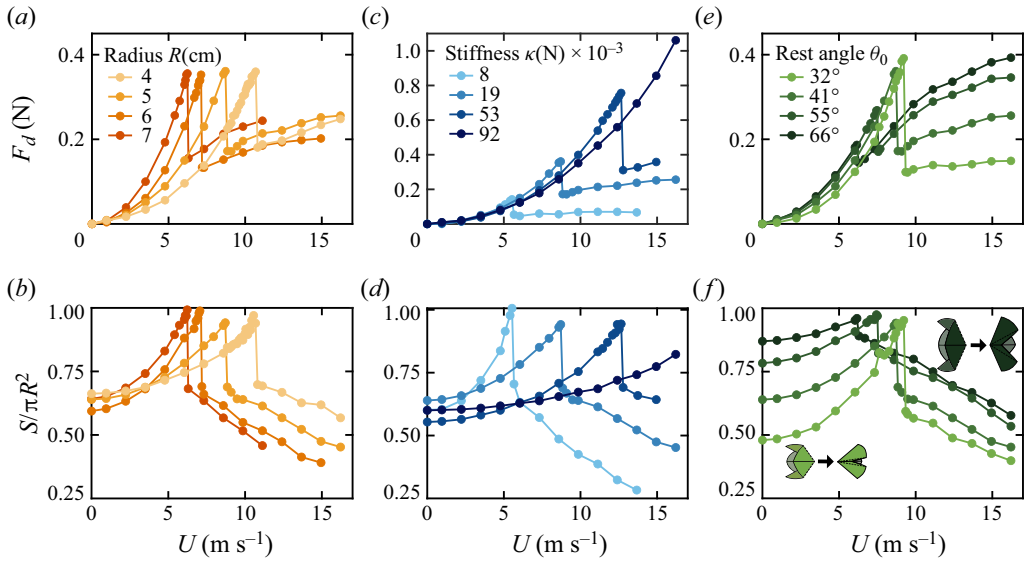 (a)
0.4
0.2
0
F_d (N)
Radius R(cm)
4
5
6
7
0 5 10 15
(c)
1.0
0.8
0.6
0.4
0.2
0
Stiffness κ(N) × 10⁻³
8
19
53
92
0 5 10 15
(e)
0.4
0.2
0
Rest angle θ₀
32°
41°
55°
66°
0 5 10 15
(b)
1.00
0.75
0.50
0.25
S/πR²
0 5 10 15
U (m s⁻¹)
(d)
1.00
0.75
0.50
0.25
0 5 10 15
U (m s⁻¹)
(f)
1.00
0.75
0.50
0.25
0 5 10 15
U (m s⁻¹)